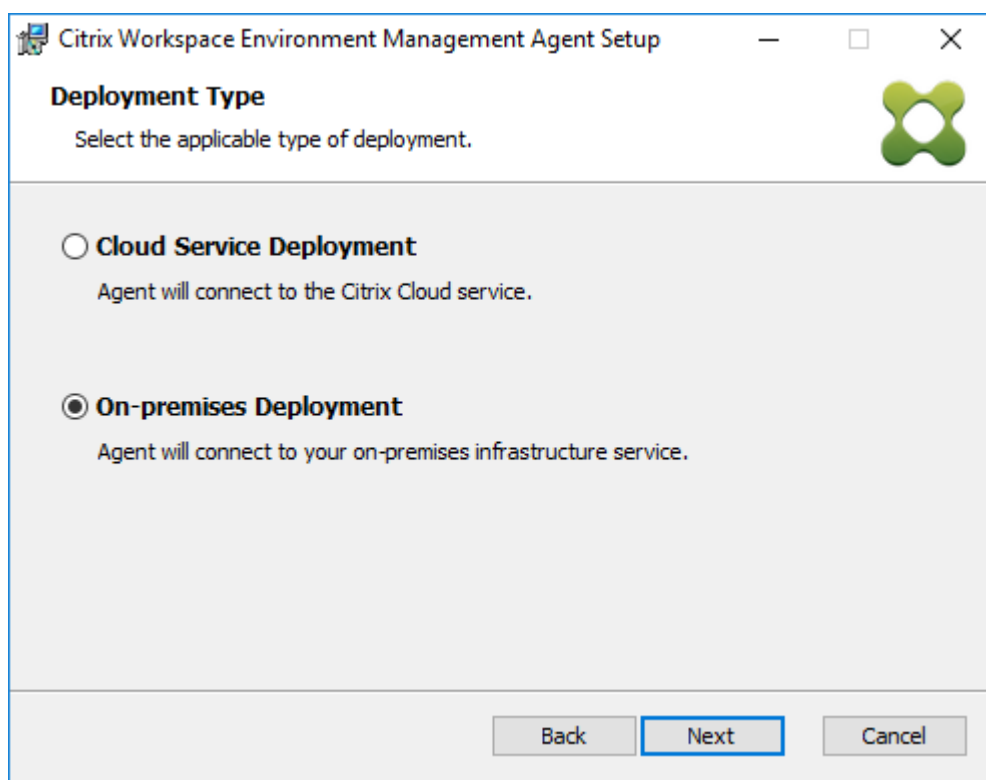 Citrix Workspace Environment Management Agent Setup
Deployment Type
Select the applicable type of deployment.
Cloud Service Deployment
Agent will connect to the Citrix Cloud service.
On-premises Deployment
Agent will connect to your on-premises infrastructure service.
Back Next Cancel